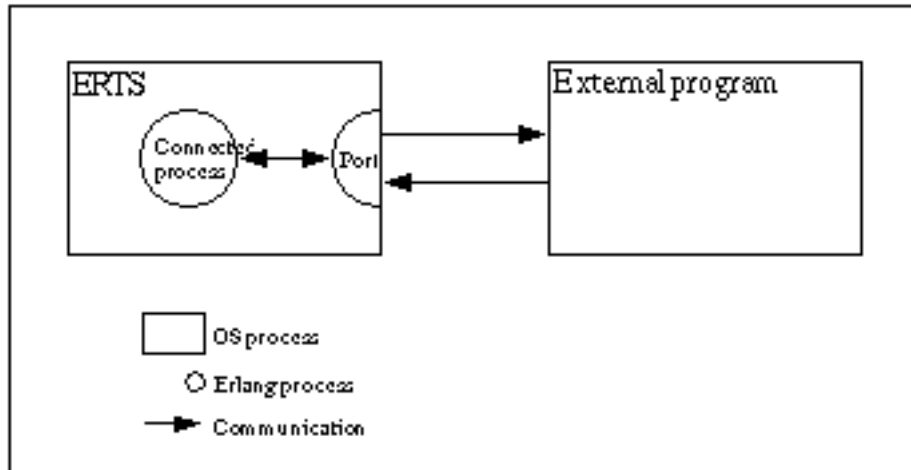 ERTS
External program
Connected
process
Port
OS process
Erlang process
Communication